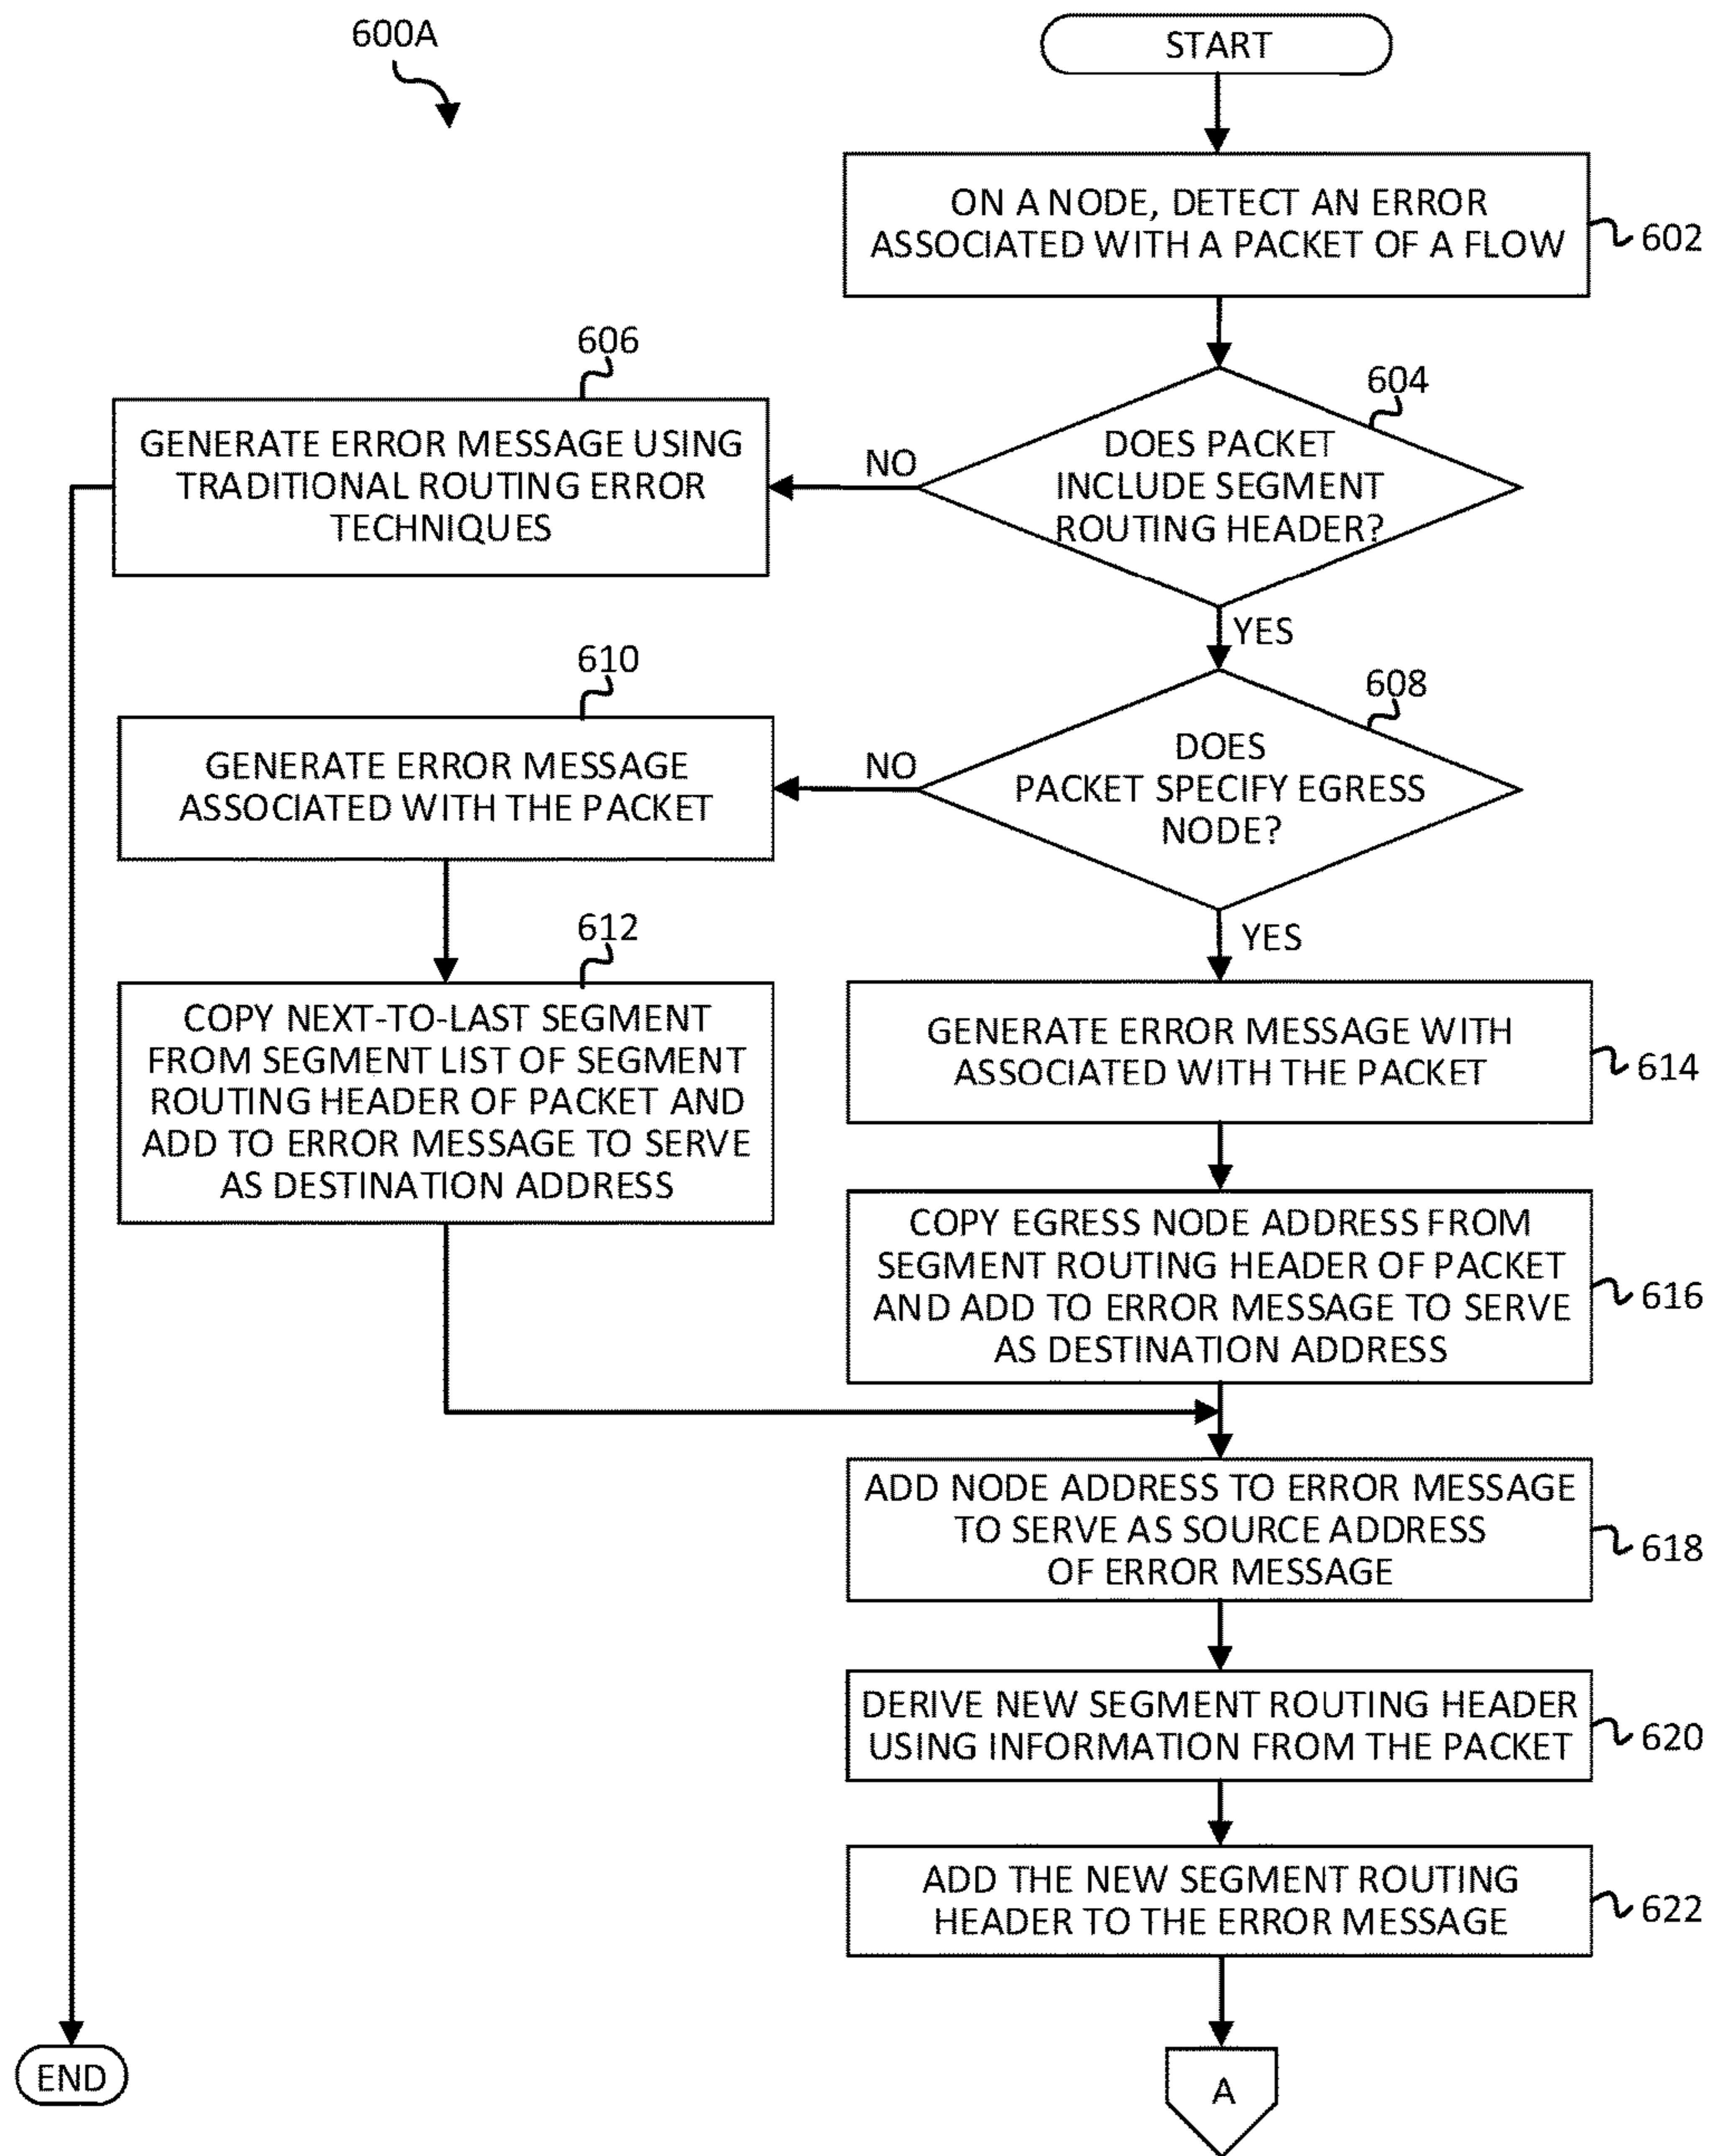 600A
START
ON A NODE, DETECT AN ERROR
ASSOCIATED WITH A PACKET OF A FLOW
602
606
GENERATE ERROR MESSAGE USING
TRADITIONAL ROUTING ERROR
TECHNIQUES
NO
604
DOES PACKET
INCLUDE SEGMENT
ROUTING HEADER?
YES
610
GENERATE ERROR MESSAGE
ASSOCIATED WITH THE PACKET
NO
608
DOES
PACKET SPECIFY EGRESS
NODE?
YES
612
COPY NEXT-TO-LAST SEGMENT
FROM SEGMENT LIST OF SEGMENT
ROUTING HEADER OF PACKET AND
ADD TO ERROR MESSAGE TO SERVE
AS DESTINATION ADDRESS
GENERATE ERROR MESSAGE WITH
ASSOCIATED WITH THE PACKET
614
COPY EGRESS NODE ADDRESS FROM
SEGMENT ROUTING HEADER OF PACKET
AND ADD TO ERROR MESSAGE TO SERVE
AS DESTINATION ADDRESS
616
ADD NODE ADDRESS TO ERROR MESSAGE
TO SERVE AS SOURCE ADDRESS
OF ERROR MESSAGE
618
DERIVE NEW SEGMENT ROUTING HEADER
USING INFORMATION FROM THE PACKET
620
ADD THE NEW SEGMENT ROUTING
HEADER TO THE ERROR MESSAGE
622
END
A